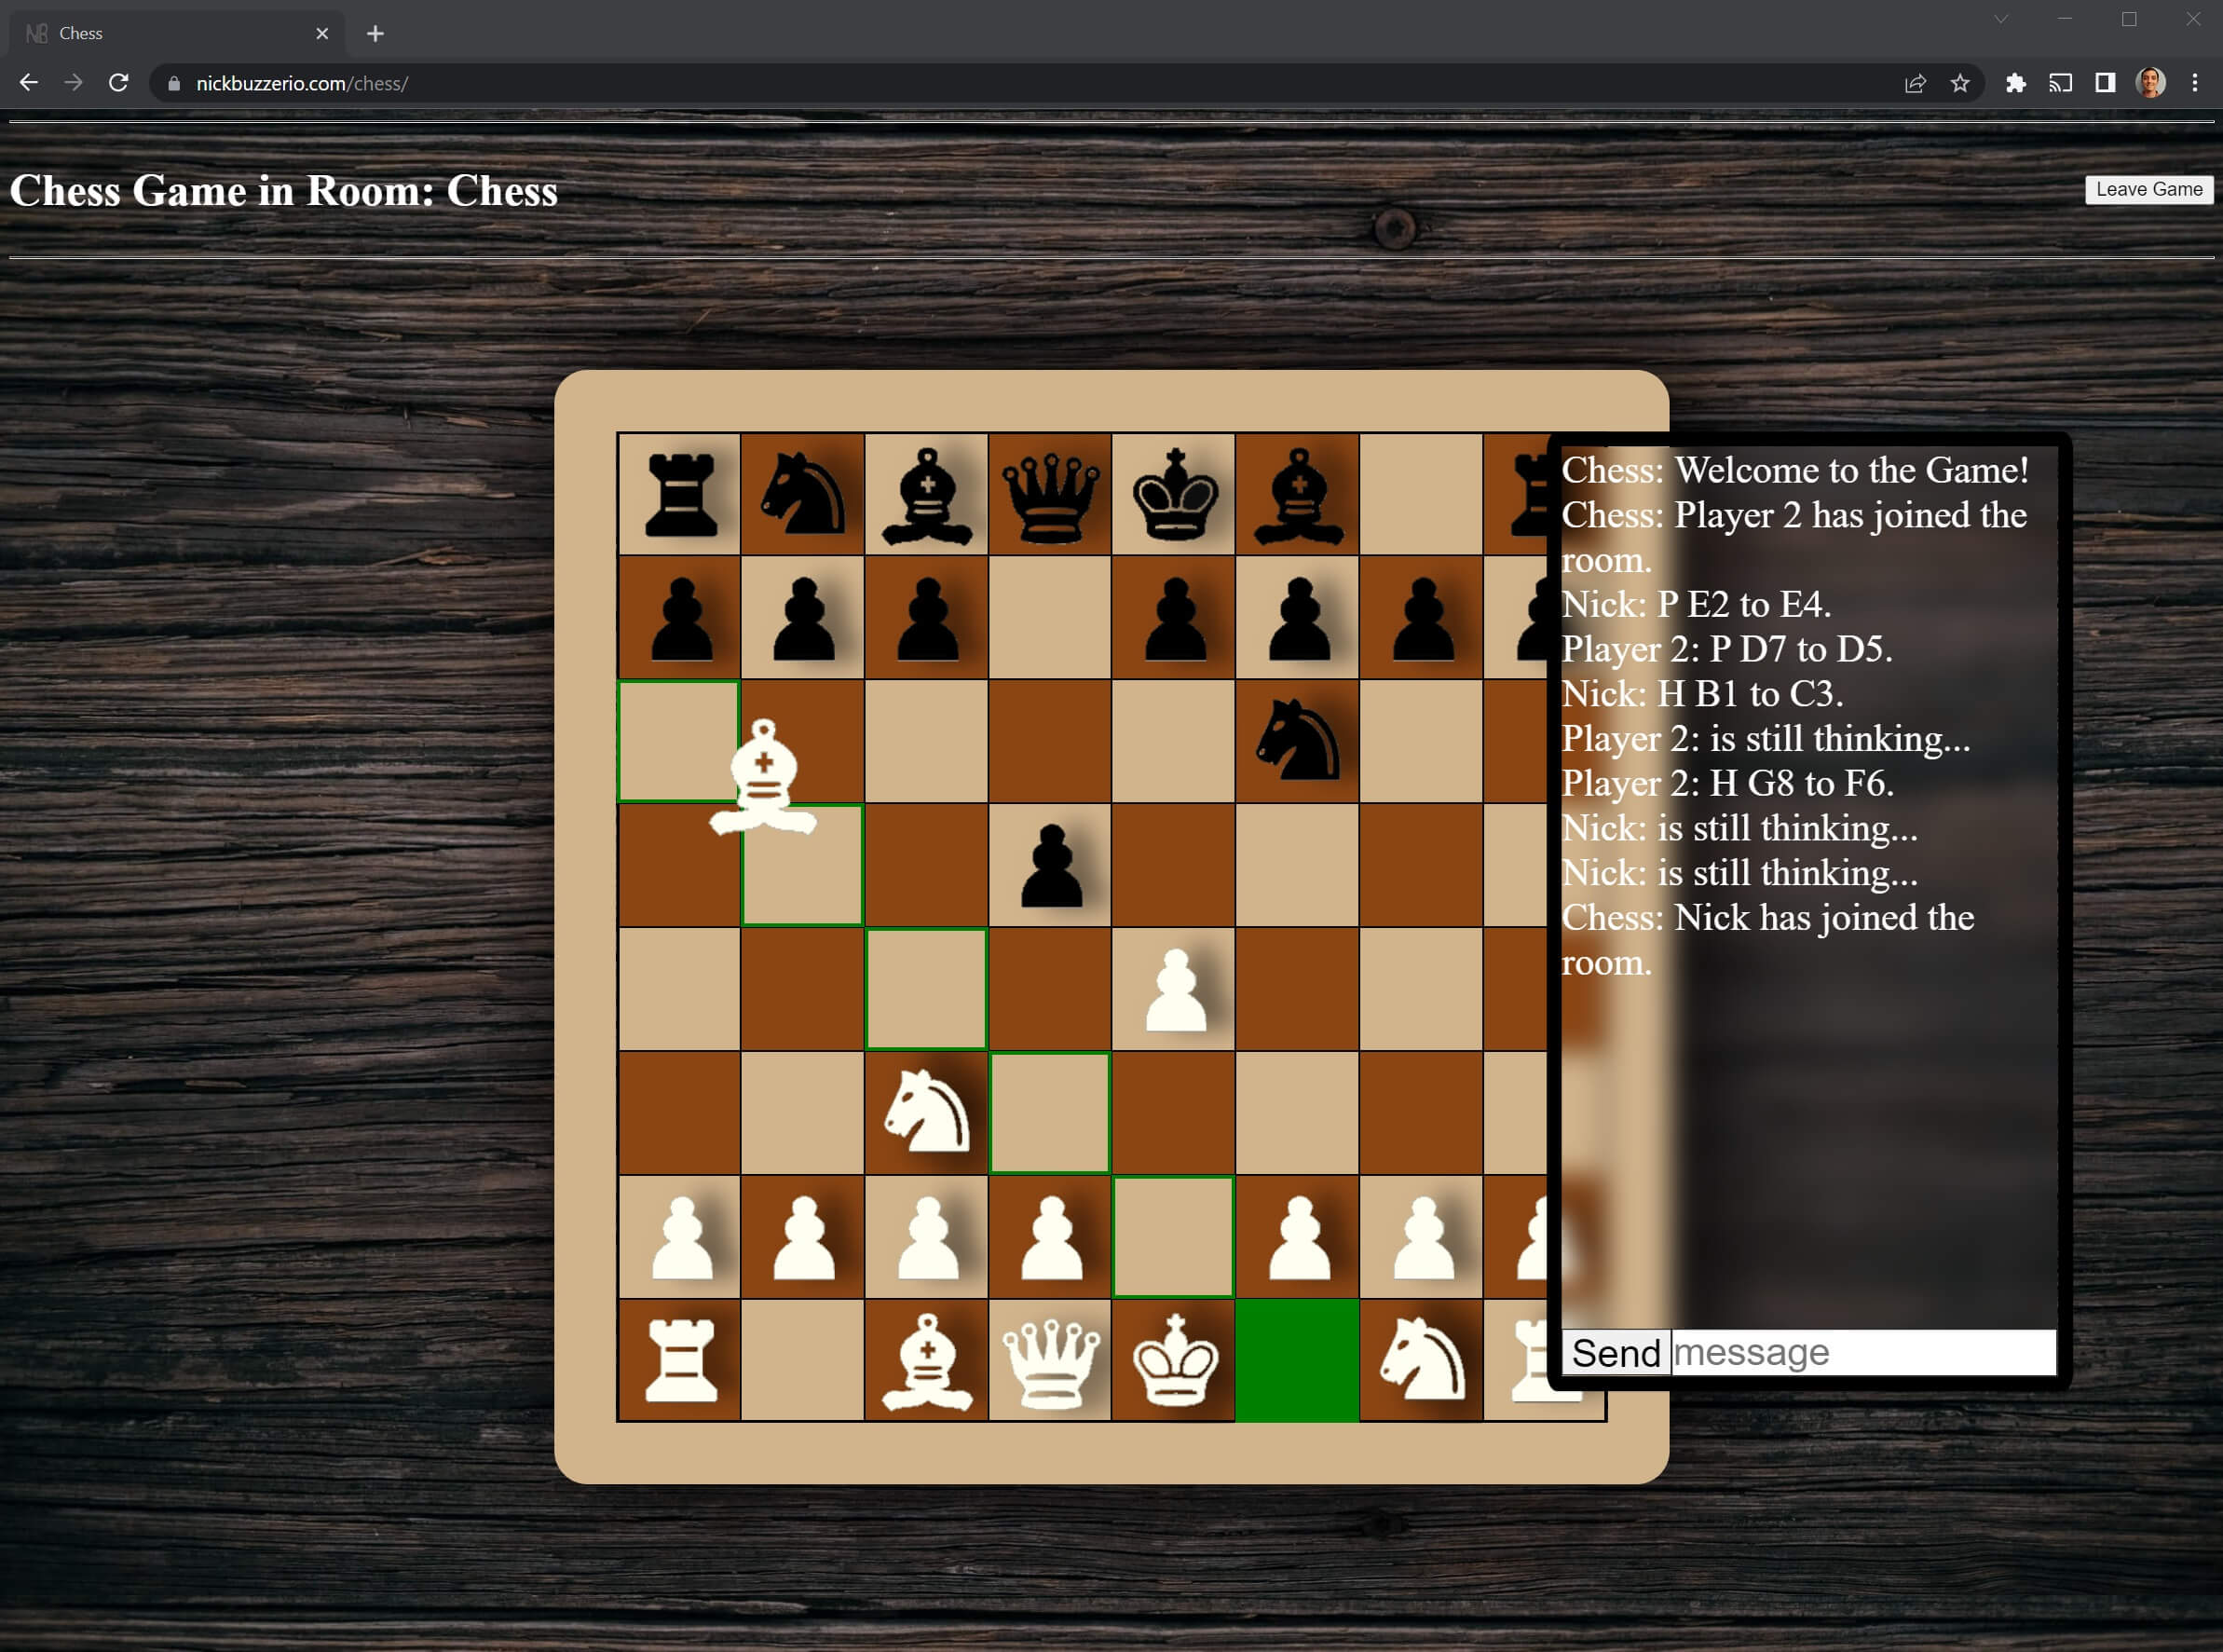 Chess
nickbuzzerio.com/chess/
Chess Game in Room: Chess
Leave Game
Chess: Welcome to the Game!
Chess: Player 2 has joined the
room.
Nick: P E2 to E4.
Player 2: P D7 to D5.
Nick: H B1 to C3.
Player 2: is still thinking...
Player 2: H G8 to F6.
Nick: is still thinking...
Nick: is still thinking...
Chess: Nick has joined the
room.
Send message